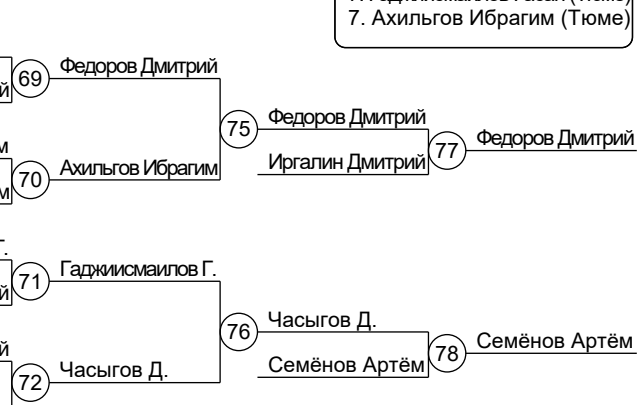 7. Ахильгов Ибрагим (Тюме)
69 Федоров Дмитрий
й
75 Федоров Дмитрий
Иргалин Дмитрий
77 Федоров Дмитрий
м
70 Ахильгов Ибрагим
м
Г.
71 Гаджиисмаилов Г.
й
76 Часыгов Д.
Семёнов Артём
78 Семёнов Артём
й
72 Часыгов Д.